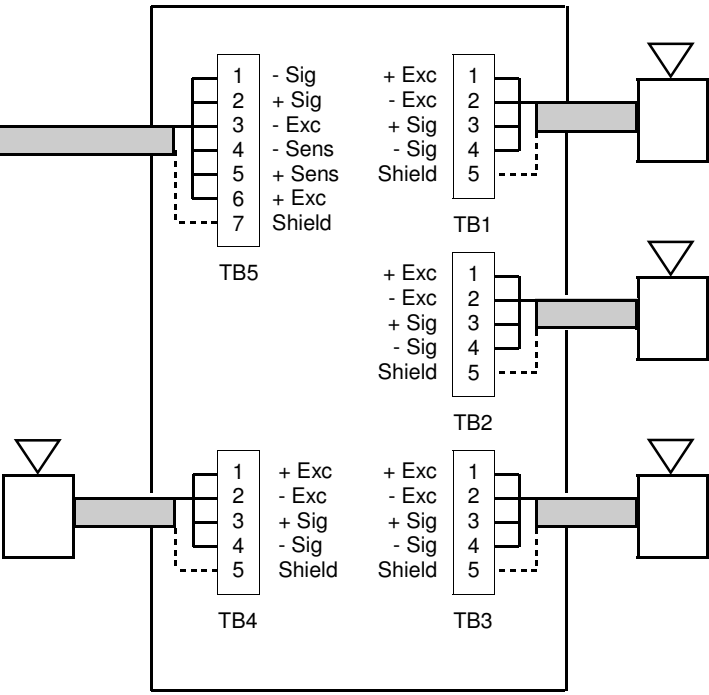 1 - Sig
2 + Sig
3 - Exc
4 - Sens
5 + Sens
6 + Exc
7 Shield
TB5
+ Exc 1
- Exc 2
+ Sig 3
- Sig 4
Shield 5
TB1
+ Exc 1
- Exc 2
+ Sig 3
- Sig 4
Shield 5
TB2
1 + Exc
2 - Exc
3 + Sig
4 - Sig
5 Shield
TB4
+ Exc 1
- Exc 2
+ Sig 3
- Sig 4
Shield 5
TB3